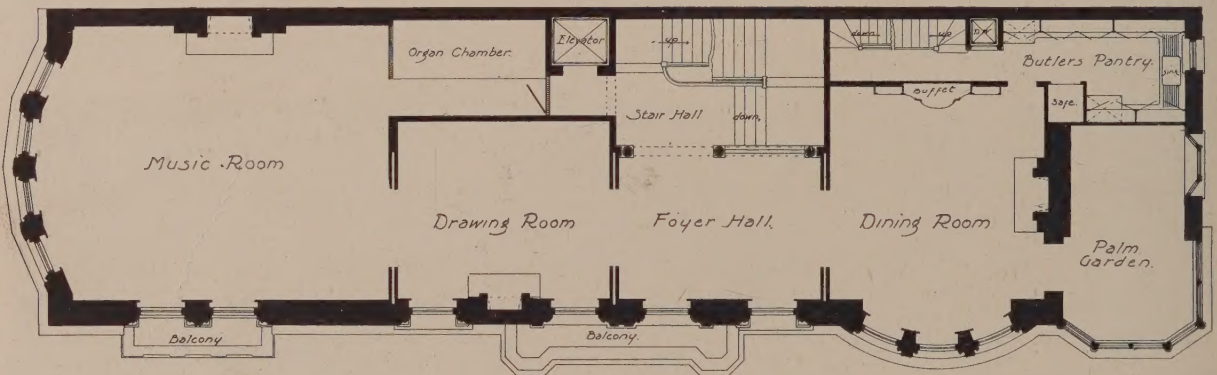 Organ Chamber.
Elevator
up
down
up
D.W.
Butlers Pantry.
Sink
Buffet
Safe.
Stair Hall
down.
Music Room
Drawing Room
Foyer Hall.
Dining Room
Palm
Garden.
Balcony
Balcony.